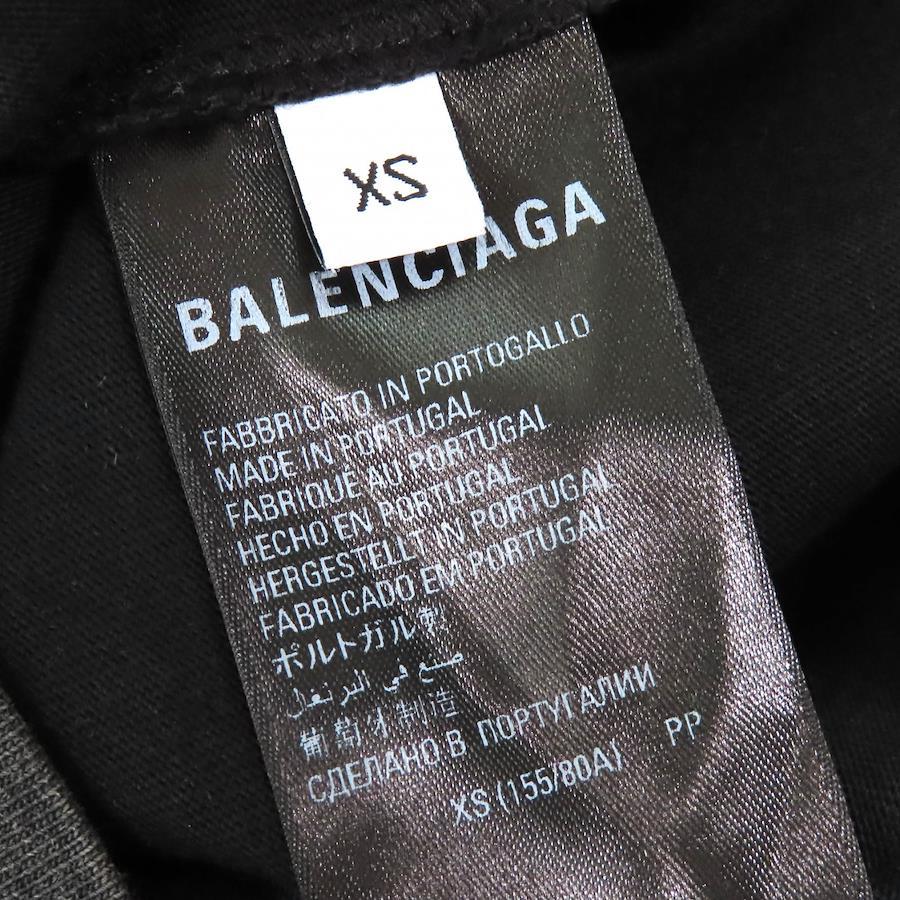 XS
BALENCIAGA
FABBRICATO IN PORTOGALLO
MADE IN PORTUGAL
FABRIQUÉ AU PORTUGAL
HECHO EN PORTUGAL
HERGESTELLT IN PORTUGAL
FABRICADO EM PORTUGAL
ポルトガル製
صنع في البرتغال
葡萄牙制造
СДЕЛАНО В ПОРТУГАЛИИ
XS (155/80A) PP